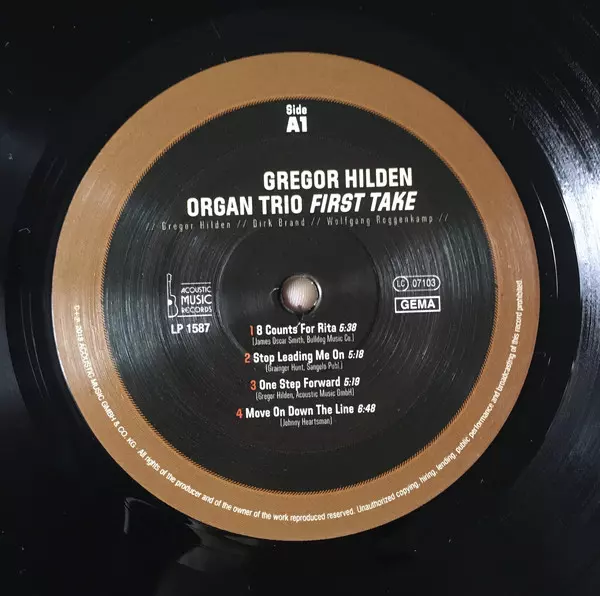 Side
A1
GREGOR HILDEN
ORGAN TRIO FIRST TAKE
// Gregor Hilden // Dirk Brand // Wolfgang Roggenkamp //
ACOUSTIC
MUSIC
RECORDS
LP 1587
LC 07103
GEMA
1 8 Counts For Rita 5:38
[James Oscar Smith, Bulldog Music Co.]
2 Stop Leading Me On 5:18
[Grainger Hunt, Sangola Publ.]
3 One Step Forward 5:19
[Gregor Hilden, Acoustic Music GmbH]
4 Move On Down The Line 6:48
[Johnny Heartsman]
ACOUSTIC MUSIC GMBH & CO. KG · All rights of the producer and of the owner of the work reproduced reserved. Unauthorized copying, hiring, lending, public performance and broadcasting of this record prohibited.